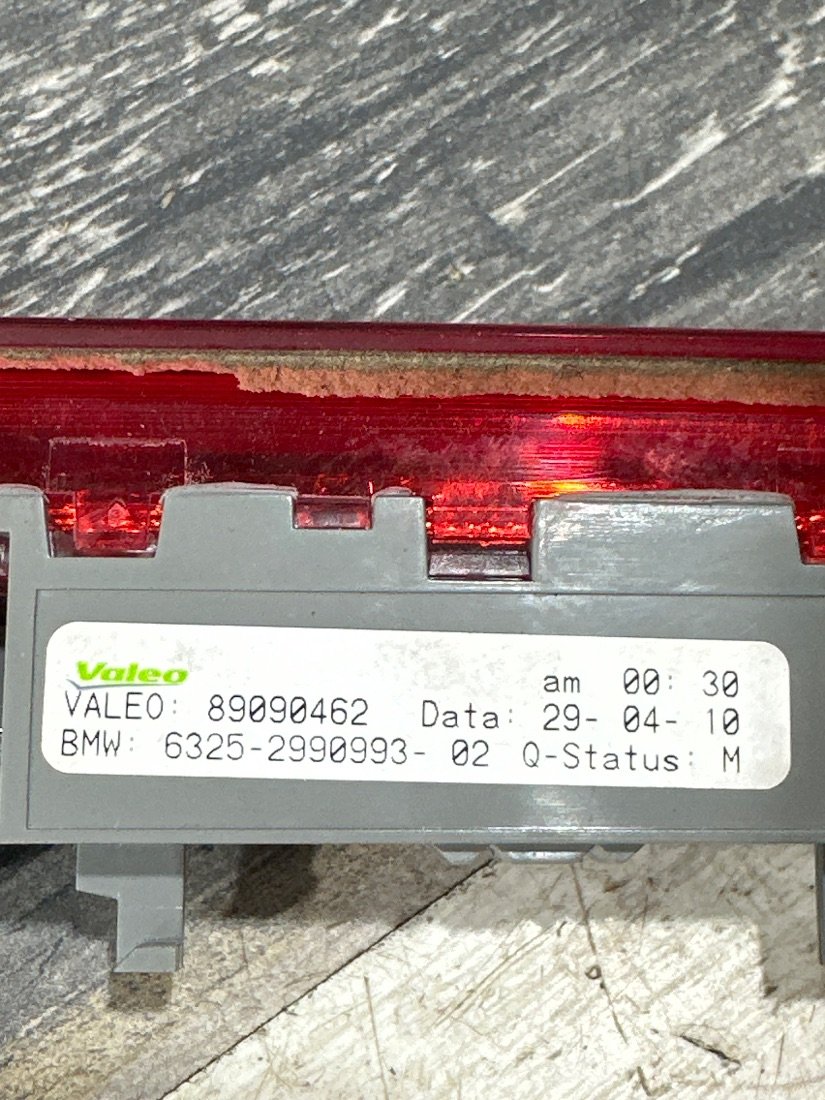 Valeo am 00: 30
VALEO: 89090462 Data: 29- 04- 10
BMW: 6325-2990993- 02 Q-Status: M